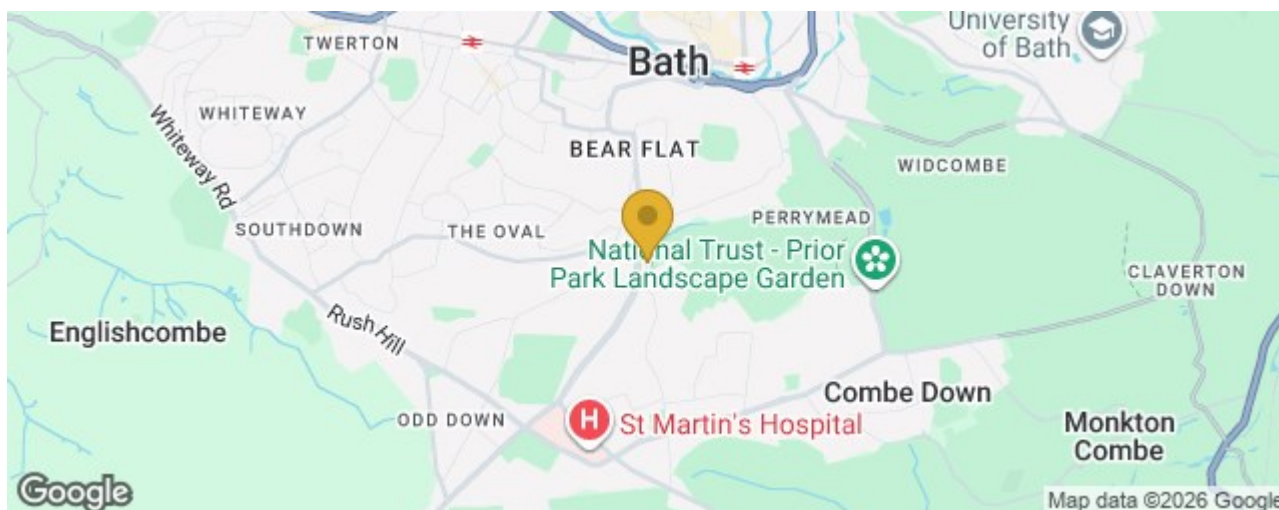 University
of Bath
TWERTON
Bath
WHITEWAY
Whiteway Rd
BEAR FLAT
WIDCOMBE
SOUTHDOWN
THE OVAL
PERRYMEAD
National Trust - Prior
Park Landscape Garden
CLAVERTON
DOWN
Englishcombe
Rush Hill
Combe Down
ODD DOWN
H
St Martin's Hospital
Monkton
Combe
Google
Map data ©2026 Google